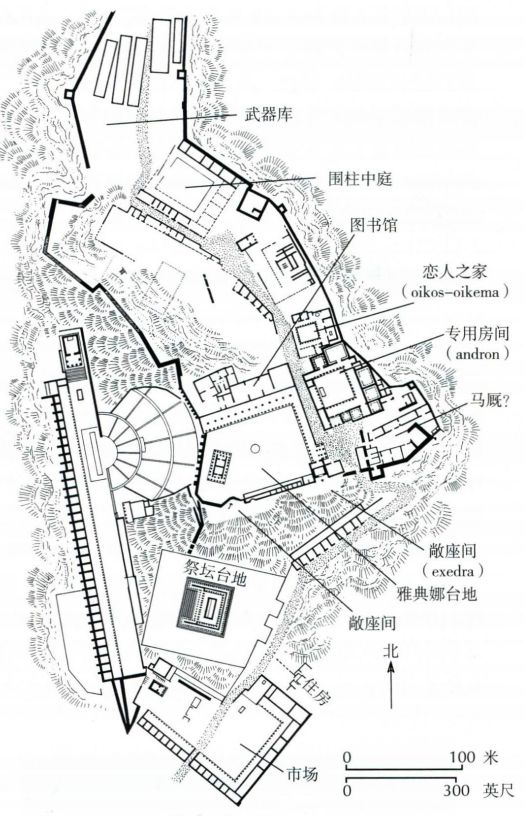 武器库
围柱中庭
图书馆
恋人之家
（oikos-oikema）
专用房间
（andron）
马厩?
敞座间
（exedra）
雅典娜台地
敞座间
祭坛台地
北
住房
市场
0 100 米
0 300 英尺